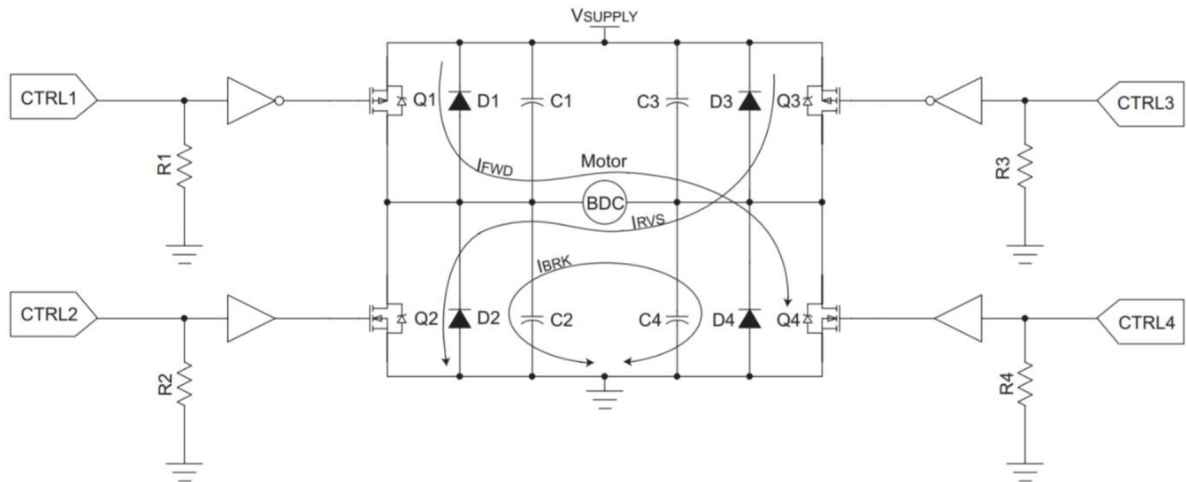 VSUPPLY
CTRL1
Q1
D1
C1
C3
D3
Q3
CTRL3
R1
IFWD
Motor
R3
BDC
IRVS
IBRK
CTRL2
Q2
D2
C2
C4
D4
Q4
CTRL4
R2
R4